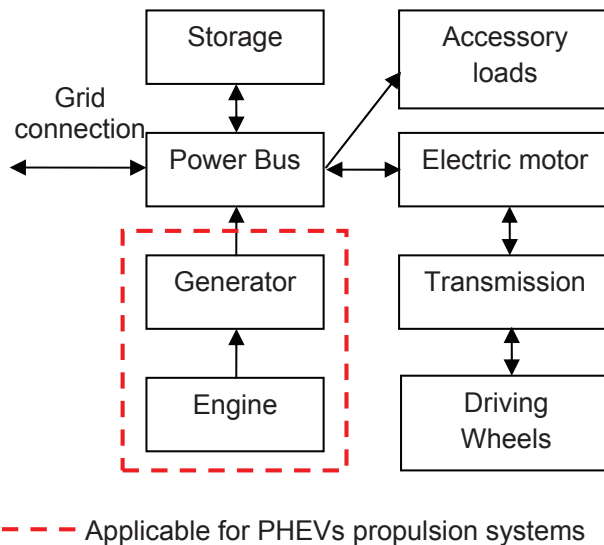 Storage
Accessory
loads
Grid
connection
Power Bus
Electric motor
Generator
Transmission
Engine
Driving
Wheels
Applicable for PHEVs propulsion systems